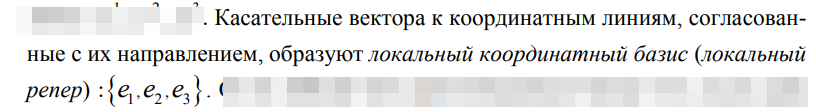 . Касательные вектора к координатным линиям, согласован-
ные с их направлением, образуют локальный координатный базис (локальный
репер) :{e₁,e₂,e₃}.